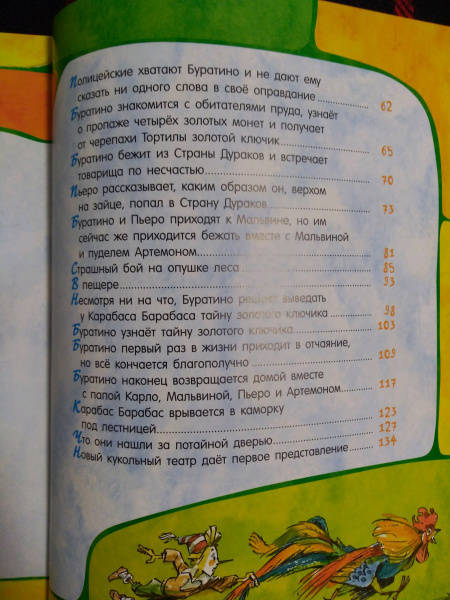 Полицейские хватают Буратино и не дают ему
сказать ни одного слова в своё оправдание............ 62
Буратино знакомится с обитателями пруда, узнаёт
о пропаже четырёх золотых монет и получает
от черепахи Тортилы золотой ключик..................... 65
Буратино бежит из Страны Дураков и встречает
товарища по несчастью........................................ 70
Пьеро рассказывает, каким образом он, верхом
на зайце, попал в Страну Дураков........................ 73
Буратино и Пьеро приходят к Мальвине, но им
сейчас же приходится бежать вместе с Мальвиной
и пуделем Артемоном........................................... 81
Страшный бой на опушке леса.............................. 85
В пещере............................................................. 93
Несмотря ни на что, Буратино решает выведать
у Карабаса Барабаса тайну золотого ключика......... 98
Буратино узнаёт тайну золотого ключика............... 103
Буратино первый раз в жизни приходит в отчаяние,
но всё кончается благополучно............................ 109
Буратино наконец возвращается домой вместе
с папой Карло, Мальвиной, Пьеро и Артемоном...... 117
Карабас Барабас врывается в каморку
под лестницей..................................................... 123
Что они нашли за потайной дверью....................... 127
Новый кукольный театр даёт первое представление...... 134